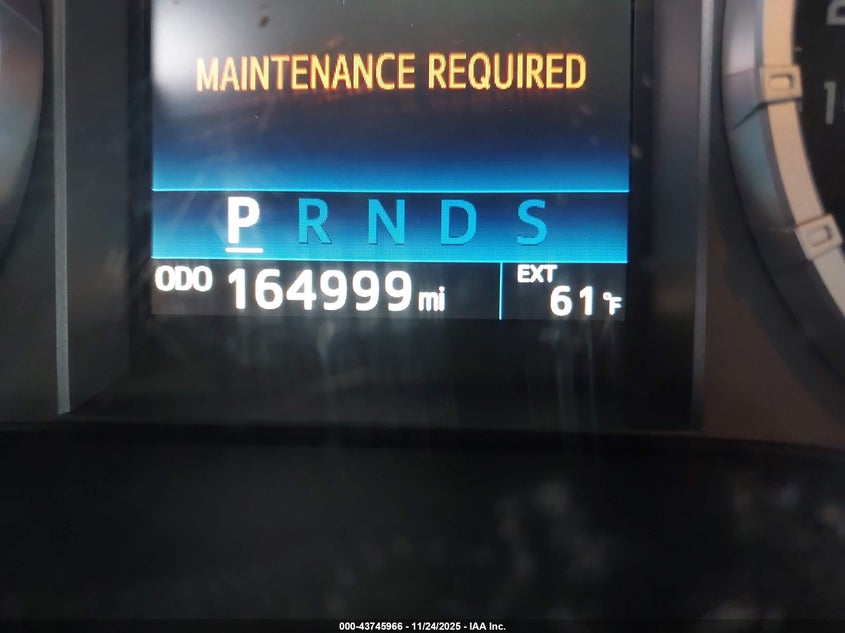 MAINTENANCE REQUIRED
P R N D S
ODO 164999 mi EXT 61°F
000-43745966 - 11/24/2025 - IAA Inc.